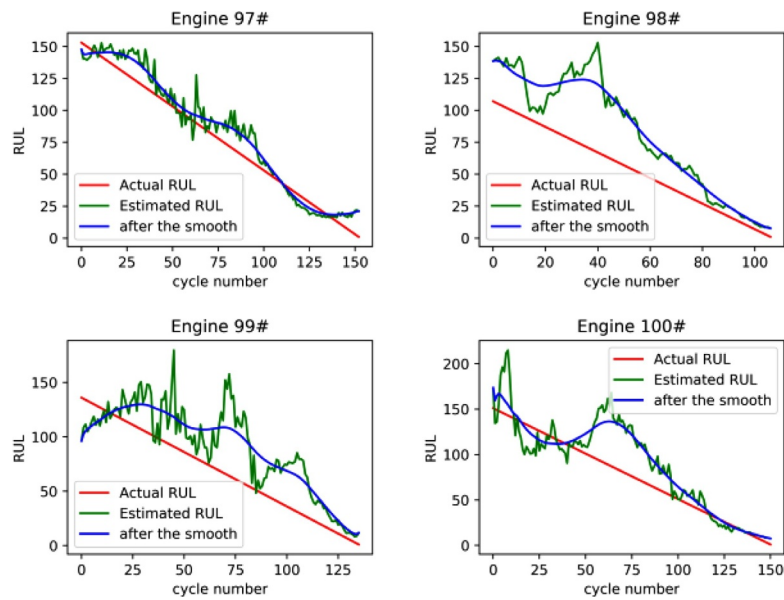 Engine 97#
RUL
150
125
100
75
50
25
0
Actual RUL
Estimated RUL
after the smooth
0 25 50 75 100 125 150
cycle number
Engine 98#
RUL
150
125
100
75
50
25
0
Actual RUL
Estimated RUL
after the smooth
0 20 40 60 80 100
cycle number
Engine 99#
RUL
150
100
50
0
Actual RUL
Estimated RUL
after the smooth
0 25 50 75 100 125
cycle number
Engine 100#
RUL
200
150
100
50
0
Actual RUL
Estimated RUL
after the smooth
0 25 50 75 100 125 150
cycle number